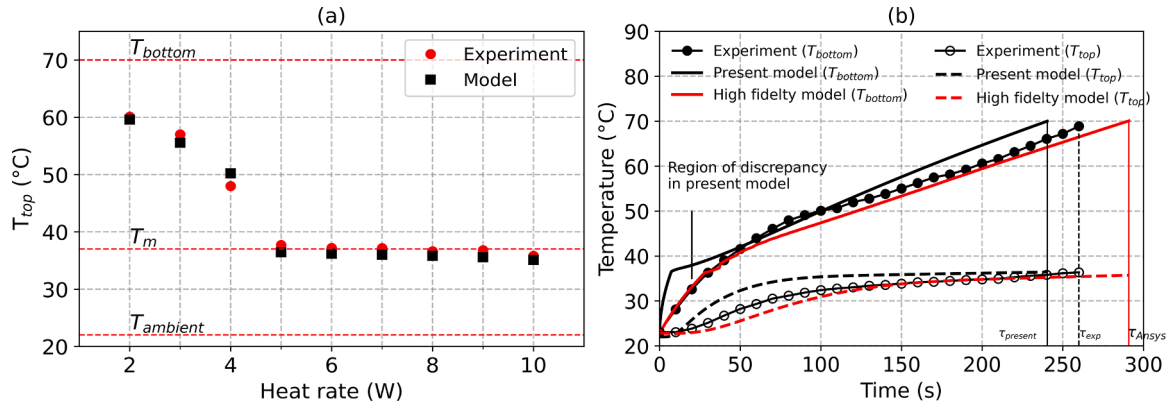 (a)
70
60
50
40
30
20
T_top (°C)
T_bottom
T_m
T_ambient
Experiment
Model
2
4
6
8
10
Heat rate (W)
(b)
90
80
70
60
50
40
30
20
Temperature (°C)
Experiment (T_bottom)
Present model (T_bottom)
High fidelity model (T_bottom)
Experiment (T_top)
Present model (T_top)
High fidelty model (T_top)
Region of discrepancy
in present model
τ_present
τ_exp
τ_Ansys
0
50
100
150
200
250
300
Time (s)